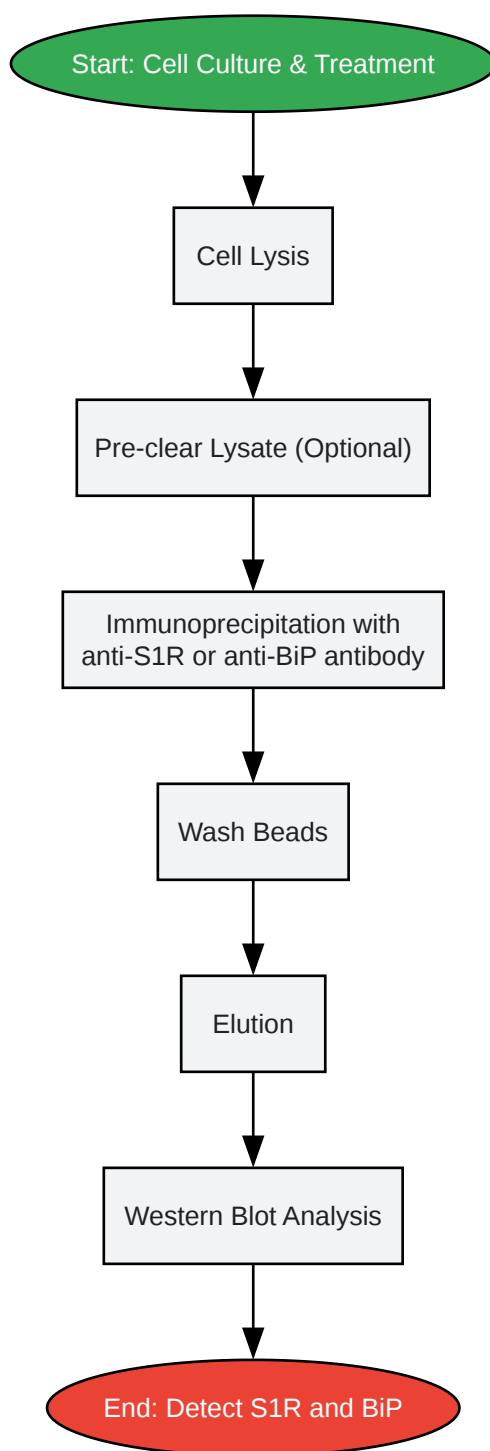 Start: Cell Culture & Treatment
Cell Lysis
Pre-clear Lysate (Optional)
Immunoprecipitation with
anti-S1R or anti-BiP antibody
Wash Beads
Elution
Western Blot Analysis
End: Detect S1R and BiP